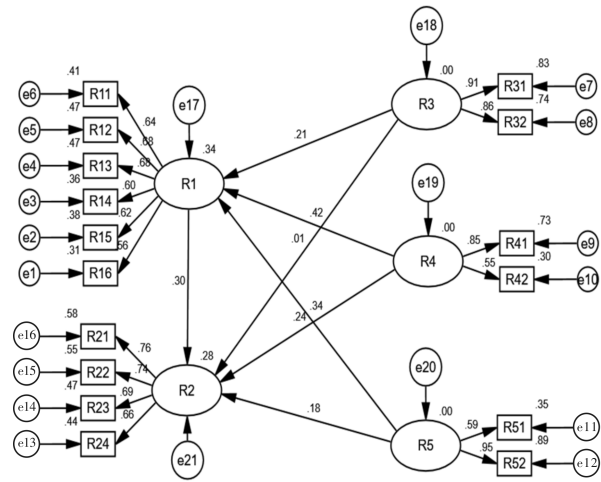 e18
.00
R3
.91
.83
R31
e7
.86
.74
R32
e8
.41
e6
R11
.64
.47
e5
R12
.68
.47
e4
R13
.68
.36
e3
R14
.60
.38
e2
R15
.62
.31
e1
R16
.56
e17
.34
R1
.21
.42
.01
.34
.24
.30
.18
e19
.00
R4
.85
.73
R41
e9
.55
.30
R42
e10
.58
e16
R21
.76
.55
e15
R22
.74
.47
e14
R23
.69
.44
e13
R24
.66
.28
R2
e21
e20
.00
R5
.59
.35
R51
e11
.95
.89
R52
e12